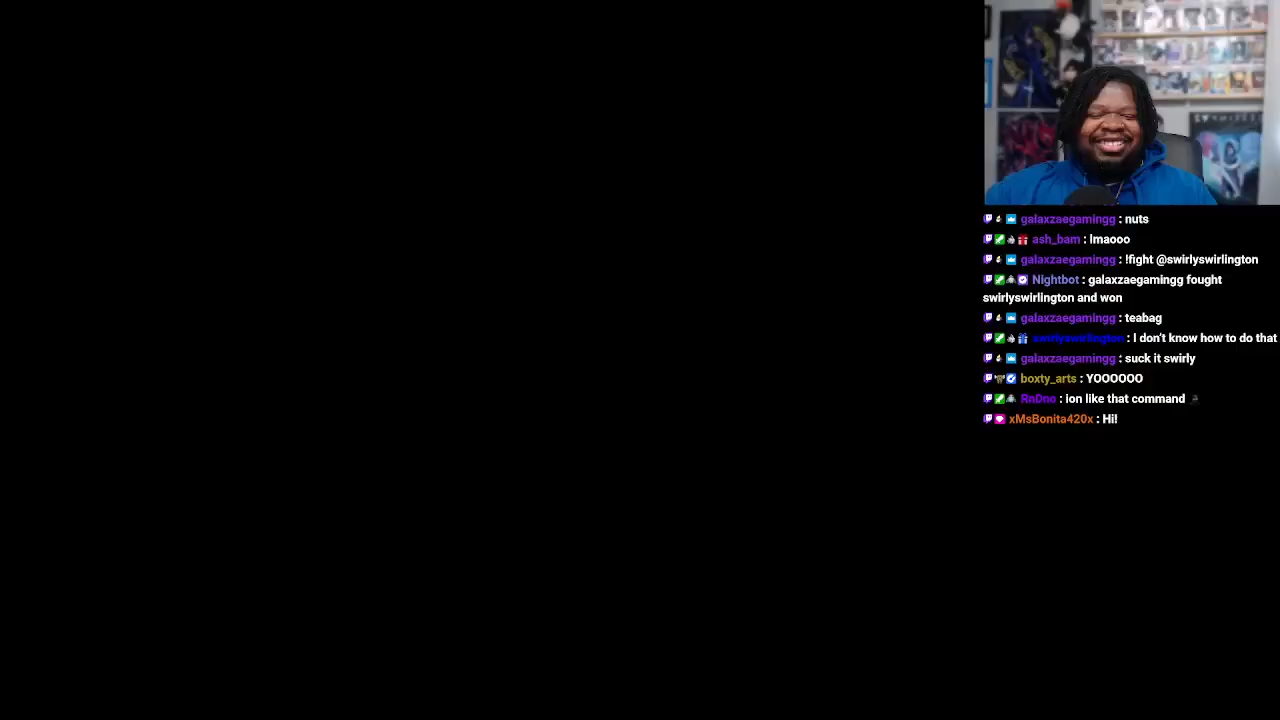 galaxzaegamingg : nuts
ash_bam : lmaooo
galaxzaegamingg : !fight @swirlyswirlington
Nightbot : galaxzaegamingg fought
swirlyswirlington and won
galaxzaegamingg : teabag
swirlyswirlington : I don't know how to do that
galaxzaegamingg : suck it swirly
boxty_arts : YOOOOOO
RnDno : ion like that command
xMsBonita420x : Hi!